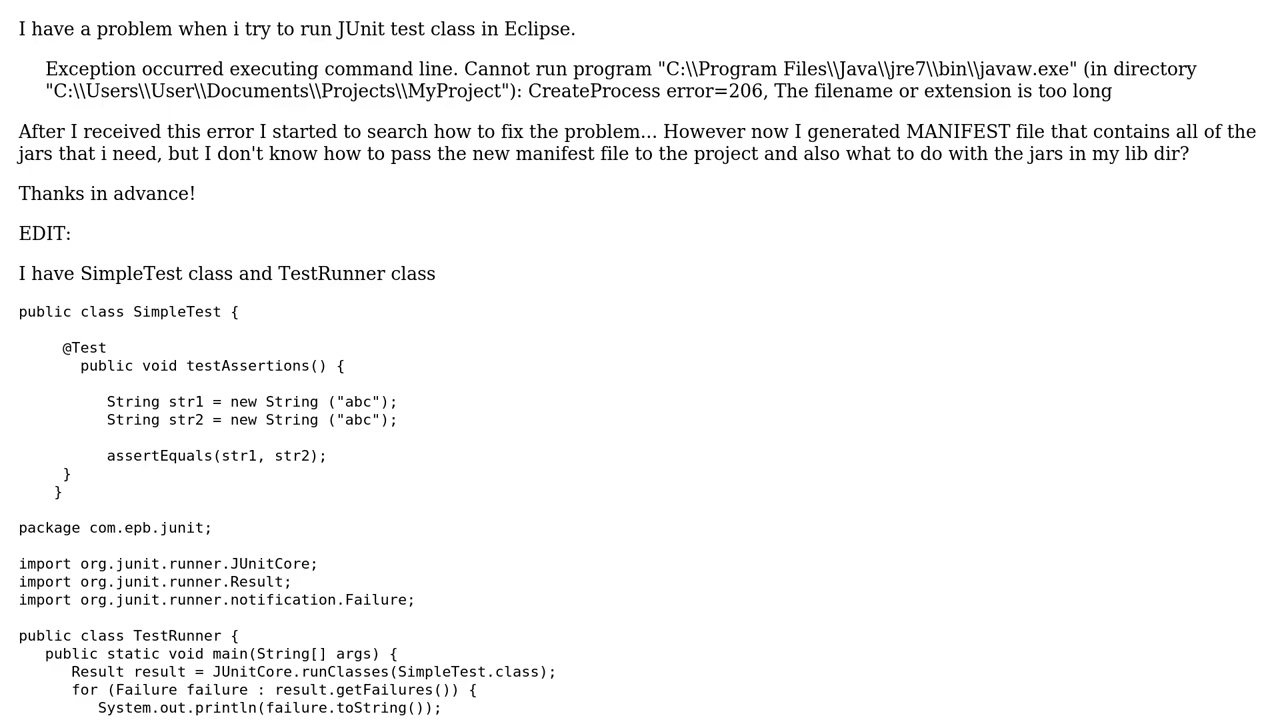 I have a problem when i try to run JUnit test class in Eclipse.
Exception occurred executing command line. Cannot run program "C:\\Program Files\\Java\\jre7\\bin\\javaw.exe" (in directory
"C:\\Users\\User\\Documents\\Projects\\MyProject"): CreateProcess error=206, The filename or extension is too long
After I received this error I started to search how to fix the problem... However now I generated MANIFEST file that contains all of the
jars that i need, but I don't know how to pass the new manifest file to the project and also what to do with the jars in my lib dir?
Thanks in advance!
EDIT:
I have SimpleTest class and TestRunner class
public class SimpleTest {
@Test
public void testAssertions() {
String str1 = new String ("abc");
String str2 = new String ("abc");
assertEquals(str1, str2);
}
}
package com.epb.junit;
import org.junit.runner.JUnitCore;
import org.junit.runner.Result;
import org.junit.runner.notification.Failure;
public class TestRunner {
public static void main(String[] args) {
Result result = JUnitCore.runClasses(SimpleTest.class);
for (Failure failure : result.getFailures()) {
System.out.println(failure.toString());